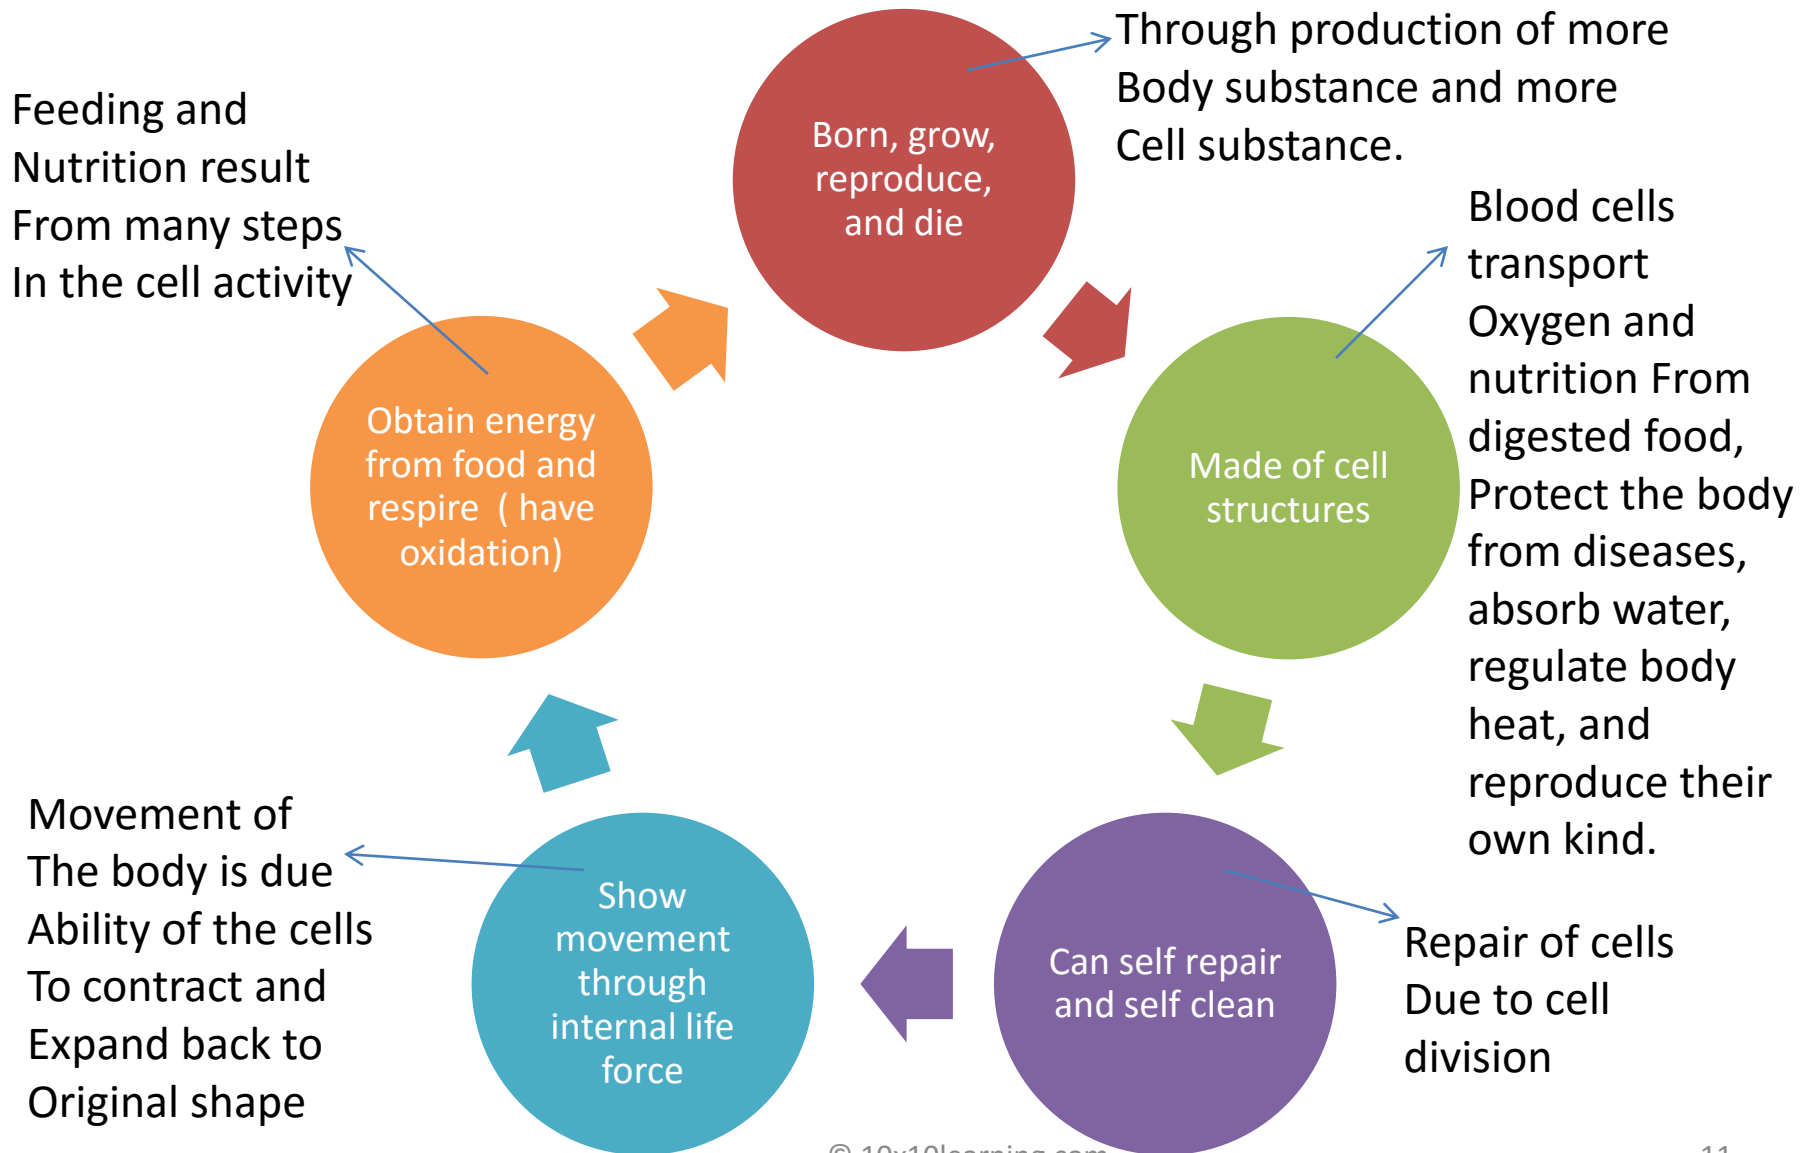 Born, grow,
reproduce,
and die
Through production of more
Body substance and more
Cell substance.
Made of cell
structures
Blood cells
transport
Oxygen and
nutrition From
digested food,
Protect the body
from diseases,
absorb water,
regulate body
heat, and
reproduce their
own kind.
Can self repair
and self clean
Repair of cells
Due to cell
division
Show
movement
through
internal life
force
Movement of
The body is due
Ability of the cells
To contract and
Expand back to
Original shape
Obtain energy
from food and
respire ( have
oxidation)
Feeding and
Nutrition result
From many steps
In the cell activity
© 10x10learning.com
11